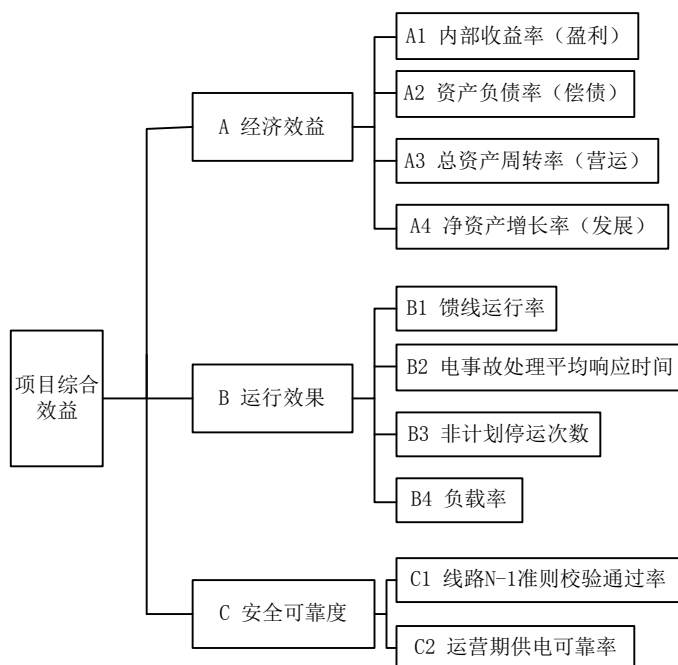 项目综合
效益
A 经济效益
A1 内部收益率（盈利）
A2 资产负债率（偿债）
A3 总资产周转率（营运）
A4 净资产增长率（发展）
B 运行效果
B1 馈线运行率
B2 电事故处理平均响应时间
B3 非计划停运次数
B4 负载率
C 安全可靠度
C1 线路N-1准则校验通过率
C2 运营期供电可靠率